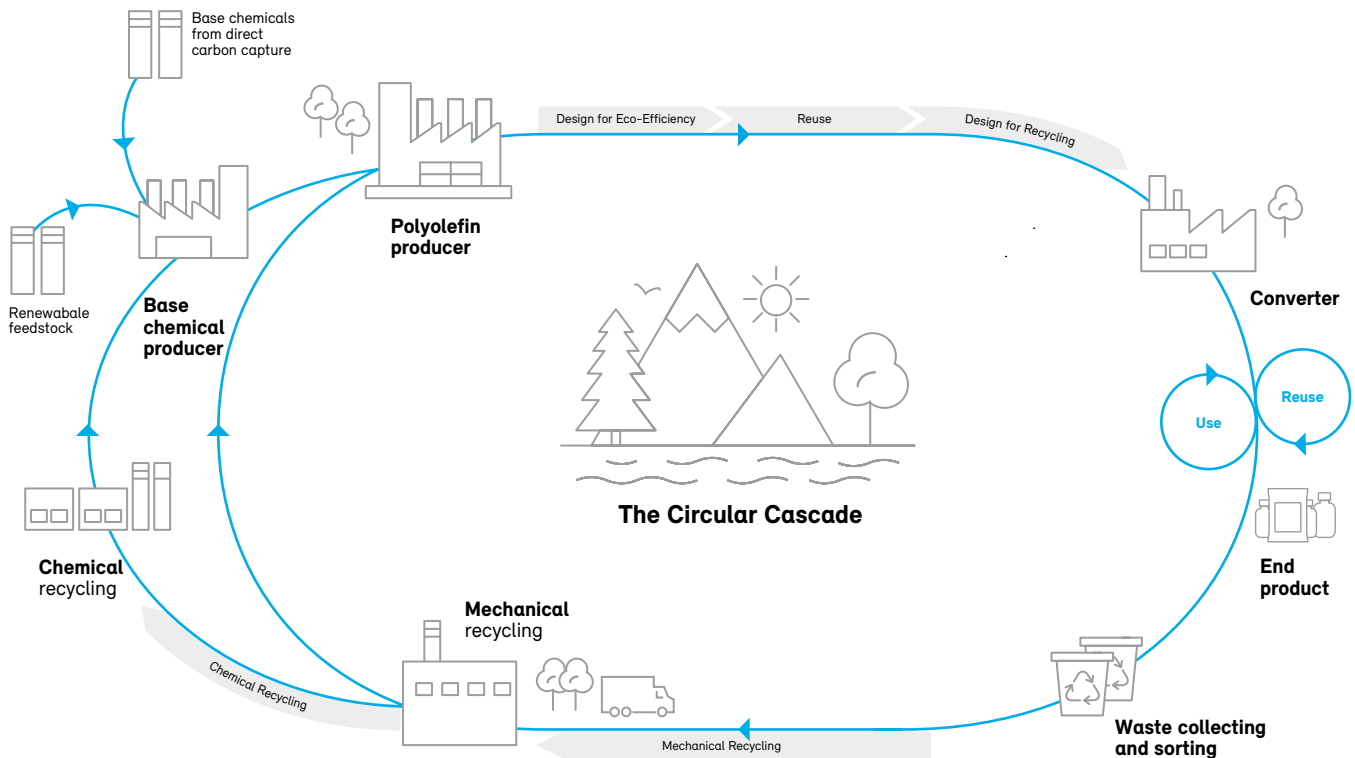 Base chemicals
from direct
carbon capture
Design for Eco-Efficiency
Reuse
Design for Recycling
Polyolefin
producer
Renewabale
feedstock
Base
chemical
producer
Converter
Use
Reuse
The Circular Cascade
End
product
Chemical
recycling
Mechanical
recycling
Chemical Recycling
Mechanical Recycling
Waste collecting
and sorting